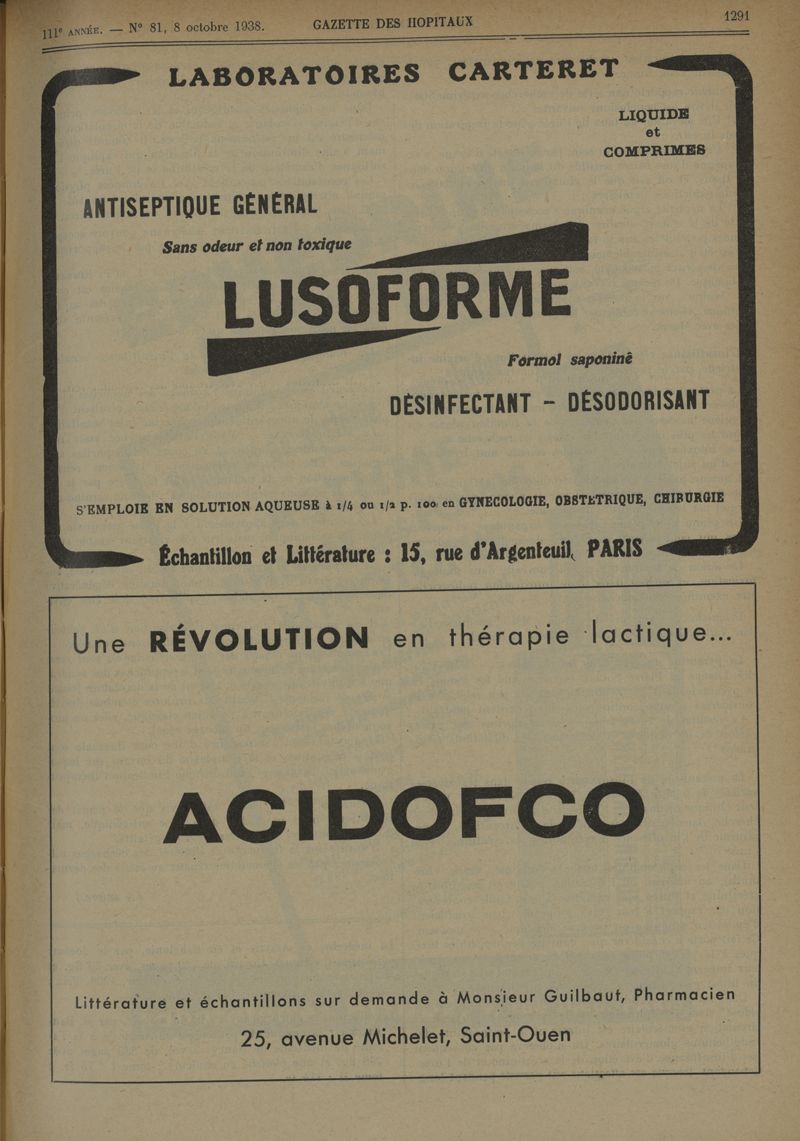 111e ANNÉE. — N° 81, 8 octobre 1938. GAZETTE DES HOPITAUX 1291
LABORATOIRES CARTERET
LIQUIDE
et
COMPRIMES
ANTISEPTIQUE GÉNÉRAL
Sans odeur et non toxique
LUSOFORME
Formol saponiné
DÉSINFECTANT - DÉSODORISANT
S'EMPLOIE EN SOLUTION AQUEUSE à 1/4 ou 1/2 p. 100 en GYNECOLOGIE, OBSTETRIQUE, CHIRURGIE
Échantillon et Littérature : 15, rue d'Argenteuil, PARIS
Une RÉVOLUTION en thérapie lactique...
ACIDOFCO
Littérature et échantillons sur demande à Monsieur Guilbaut, Pharmacien
25, avenue Michelet, Saint-Ouen